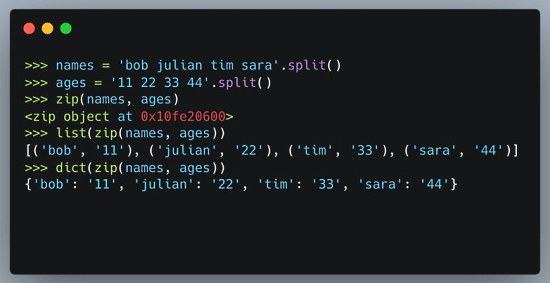 >>> names = 'bob julian tim sara'.split()
>>> ages = '11 22 33 44'.split()
>>> zip(names, ages)
<zip object at 0x10fe20600>
>>> list(zip(names, ages))
[('bob', '11'), ('julian', '22'), ('tim', '33'), ('sara', '44')]
>>> dict(zip(names, ages))
{'bob': '11', 'julian': '22', 'tim': '33', 'sara': '44'}